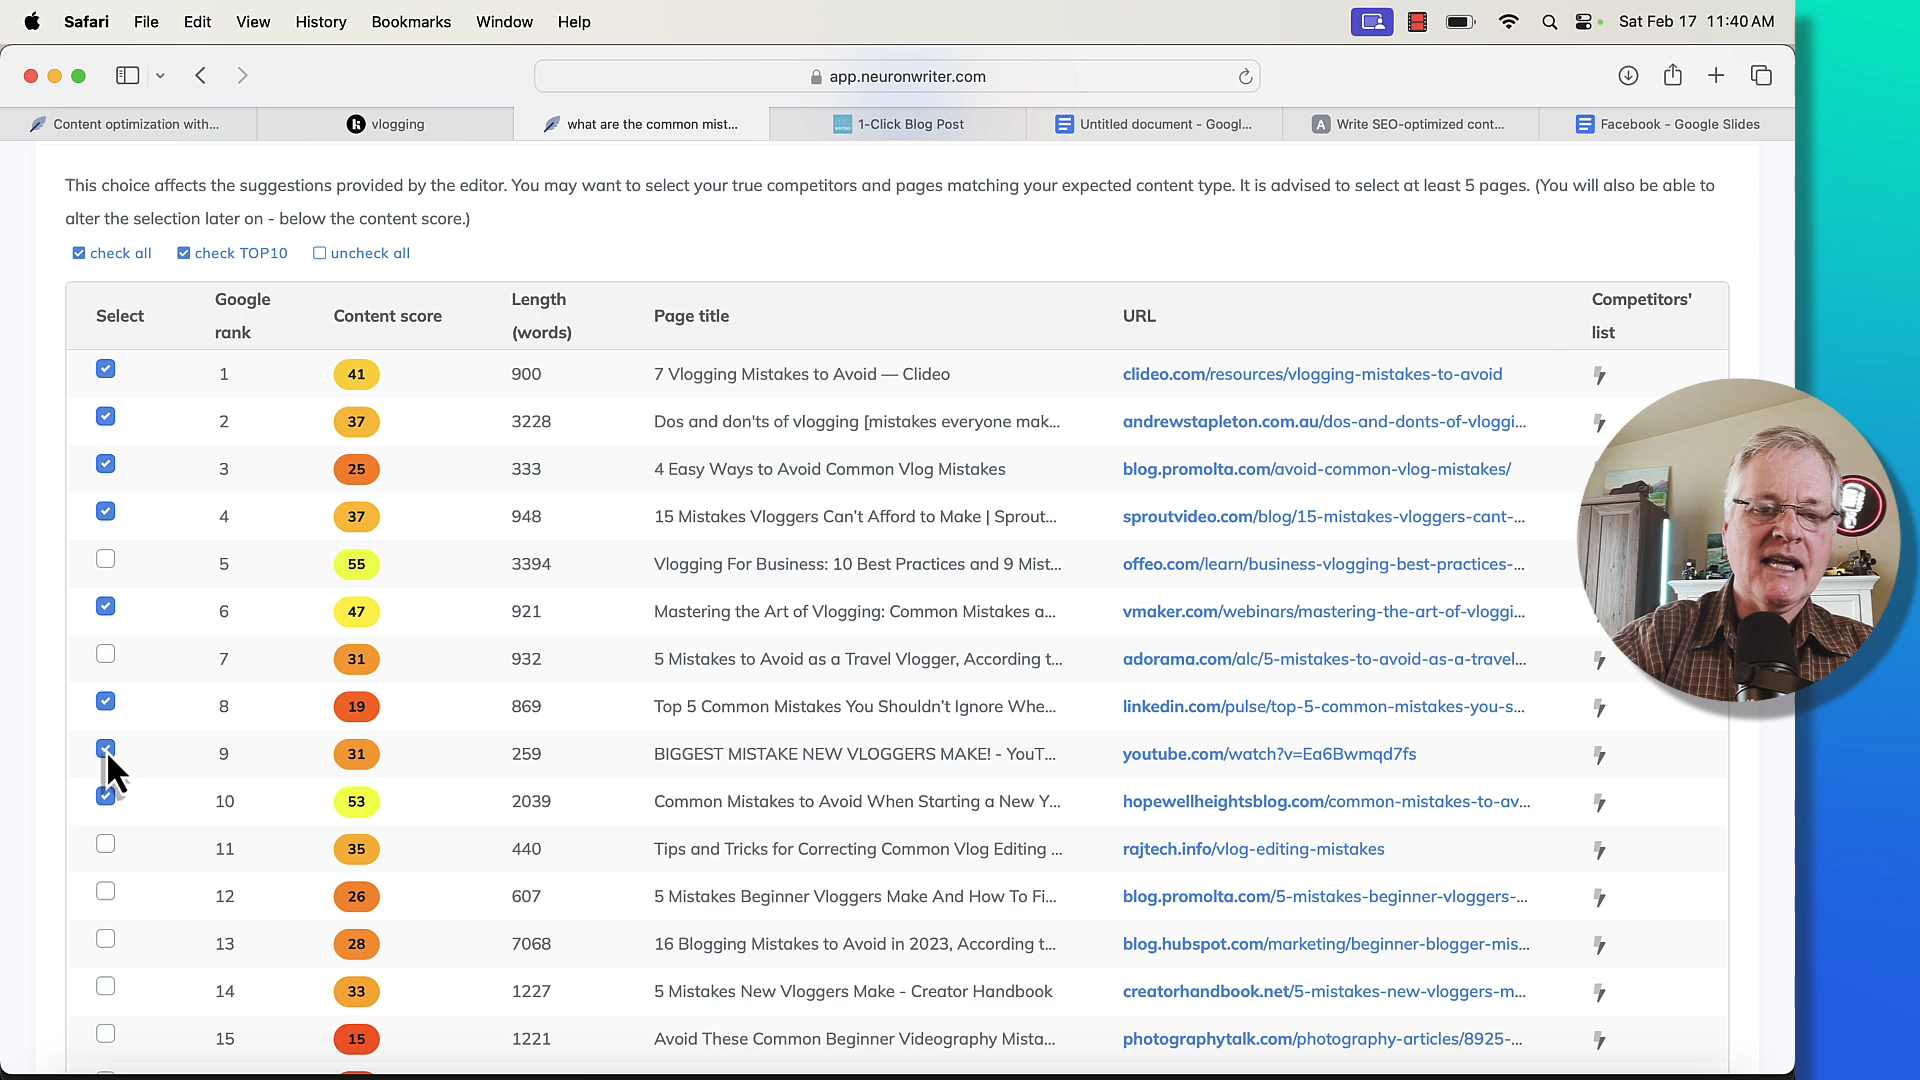 Safari File Edit View History Bookmarks Window Help Sat Feb 17 11:40 AM
app.neuronwriter.com
Content optimization with... vlogging what are the common mist... 1-Click Blog Post Untitled document - Googl... Write SEO-optimized cont... Facebook - Google Slides
This choice affects the suggestions provided by the editor. You may want to select your true competitors and pages matching your expected content type. It is advised to select at least 5 pages. (You will also be able to
alter the selection later on - below the content score.)
check all check TOP10 uncheck all
Select Google rank Content score Length (words) Page title URL Competitors' list
1 41 900 7 Vlogging Mistakes to Avoid — Clideo clideo.com/resources/vlogging-mistakes-to-avoid
2 37 3228 Dos and don'ts of vlogging [mistakes everyone mak... andrewstapleton.com.au/dos-and-donts-of-vloggi...
3 25 333 4 Easy Ways to Avoid Common Vlog Mistakes blog.promolta.com/avoid-common-vlog-mistakes/
4 37 948 15 Mistakes Vloggers Can't Afford to Make | Sprout... sproutvideo.com/blog/15-mistakes-vloggers-cant-...
5 55 3394 Vlogging For Business: 10 Best Practices and 9 Mist... offeo.com/learn/business-vlogging-best-practices-...
6 47 921 Mastering the Art of Vlogging: Common Mistakes a... vmaker.com/webinars/mastering-the-art-of-vloggi...
7 31 932 5 Mistakes to Avoid as a Travel Vlogger, According t... adorama.com/alc/5-mistakes-to-avoid-as-a-travel...
8 19 869 Top 5 Common Mistakes You Shouldn't Ignore Whe... linkedin.com/pulse/top-5-common-mistakes-you-s...
9 31 259 BIGGEST MISTAKE NEW VLOGGERS MAKE! - YouT... youtube.com/watch?v=Ea6Bwmqd7fs
10 53 2039 Common Mistakes to Avoid When Starting a New Y... hopewellheightsblog.com/common-mistakes-to-av...
11 35 440 Tips and Tricks for Correcting Common Vlog Editing ... rajtech.info/vlog-editing-mistakes
12 26 607 5 Mistakes Beginner Vloggers Make And How To Fi... blog.promolta.com/5-mistakes-beginner-vloggers-...
13 28 7068 16 Blogging Mistakes to Avoid in 2023, According t... blog.hubspot.com/marketing/beginner-blogger-mis...
14 33 1227 5 Mistakes New Vloggers Make - Creator Handbook creatorhandbook.net/5-mistakes-new-vloggers-m...
15 15 1221 Avoid These Common Beginner Videography Mista... photographytalk.com/photography-articles/8925-...